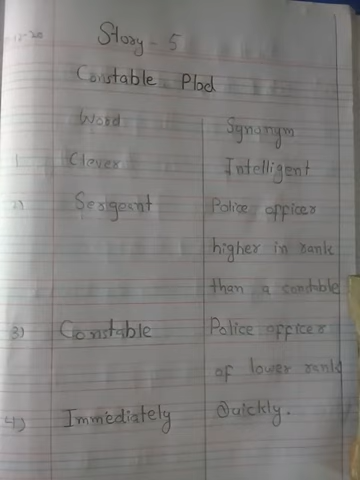 Story - 5
Constable Plod
Word Synonym
1 Clever Intelligent
2) Sergeant Police officer
higher in rank
than a constible
3) Constable Police officer
of lower rank
4) Immediately Quickly.